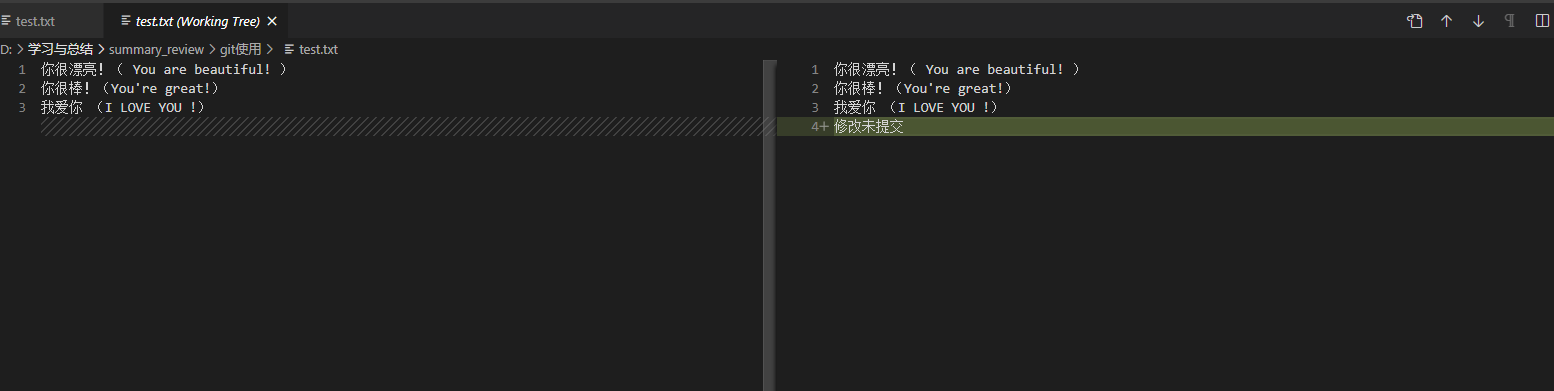 test.txt
test.txt (Working Tree)
D: 学习与总结 summary_review git使用 test.txt
1 你很漂亮!（ You are beautiful! ）
2 你很棒!（You're great!）
3 我爱你 （I LOVE YOU !）
1 你很漂亮!（ You are beautiful! ）
2 你很棒!（You're great!）
3 我爱你 （I LOVE YOU !）
4+ 修改未提交